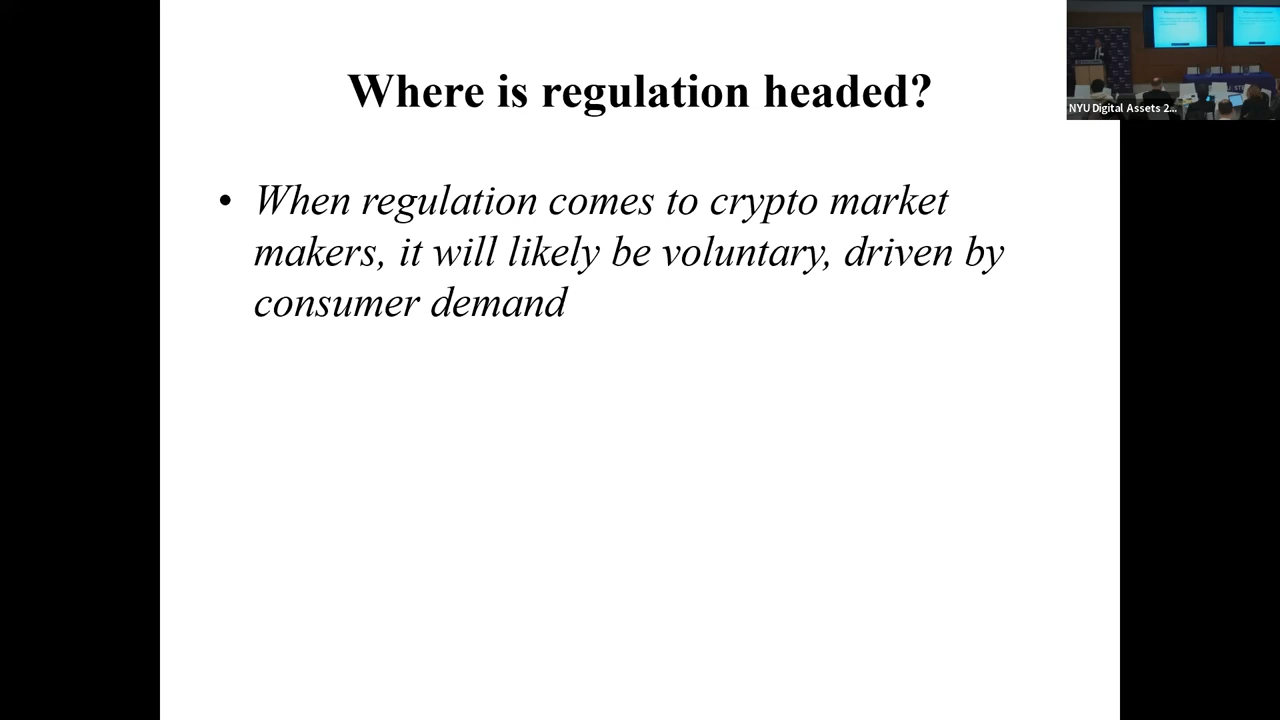 Where is regulation headed?
• When regulation comes to crypto market
makers, it will likely be voluntary, driven by
consumer demand
NYU Digital Assets 2...